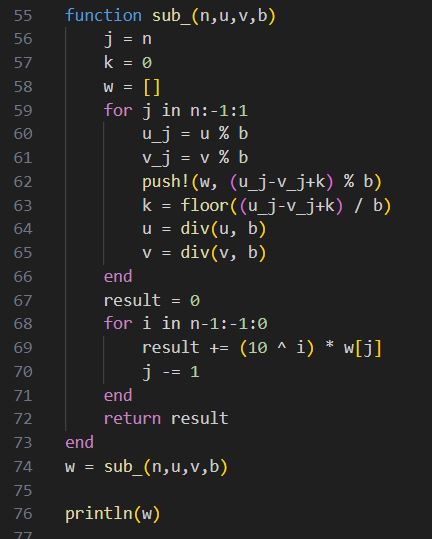 55 function sub_(n,u,v,b)
56     j = n
57     k = 0
58     w = []
59     for j in n:-1:1
60         u_j = u % b
61         v_j = v % b
62         push!(w, (u_j-v_j+k) % b)
63         k = floor((u_j-v_j+k) / b)
64         u = div(u, b)
65         v = div(v, b)
66     end
67     result = 0
68     for i in n-1:-1:0
69         result += (10 ^ i) * w[j]
70         j -= 1
71     end
72     return result
73 end
74 w = sub_(n,u,v,b)
75
76 println(w)
77